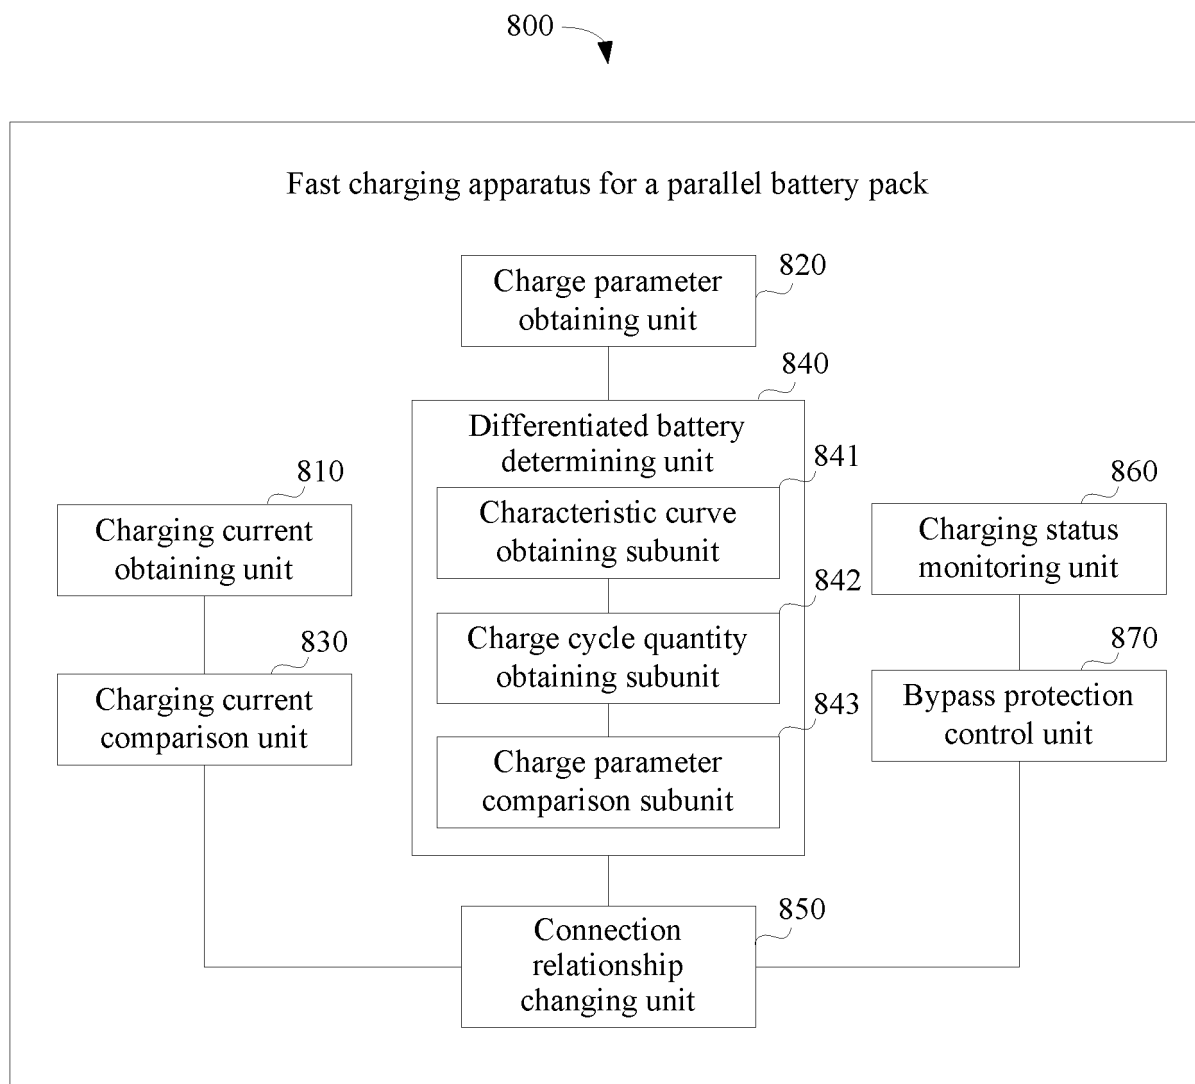 800
Fast charging apparatus for a parallel battery pack
820
Charge parameter
obtaining unit
840
Differentiated battery
determining unit
841
Characteristic curve
obtaining subunit
842
Charge cycle quantity
obtaining subunit
843
Charge parameter
comparison subunit
810
Charging current
obtaining unit
830
Charging current
comparison unit
860
Charging status
monitoring unit
870
Bypass protection
control unit
850
Connection
relationship
changing unit